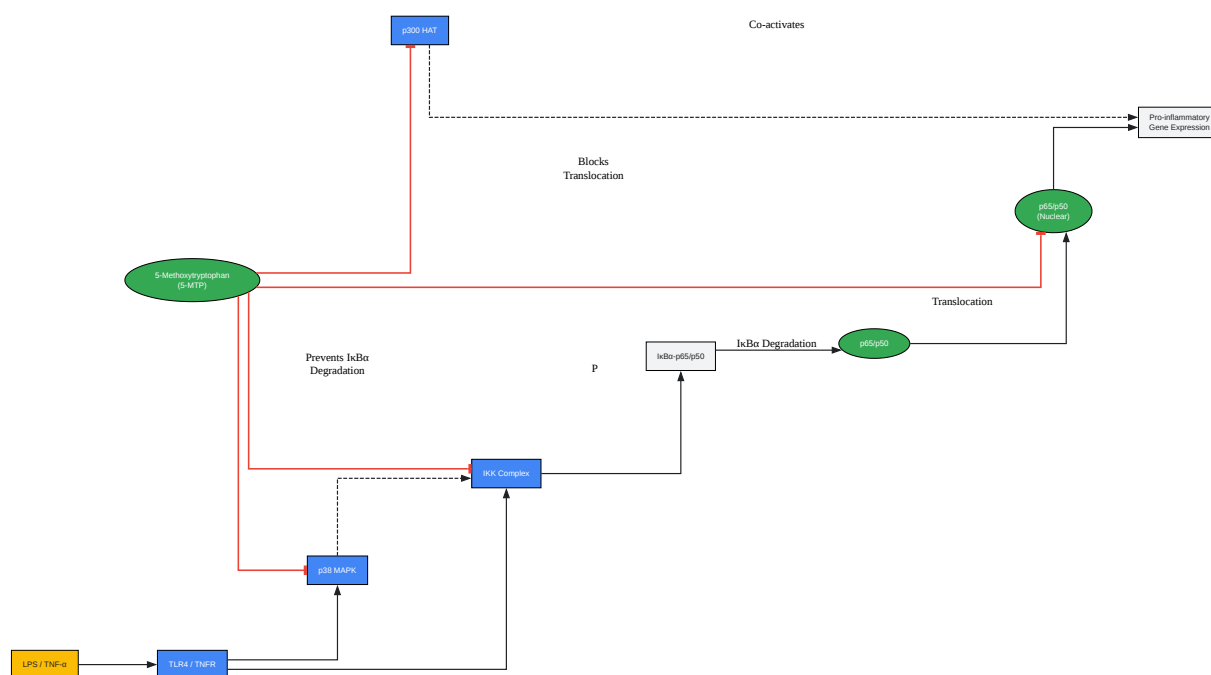 p300 HAT
Co-activates
Pro-inflammatory
Gene Expression
Blocks
Translocation
p65/p50
(Nuclear)
5-Methoxytryptophan
(5-MTP)
Translocation
IκBα Degradation
p65/p50
IκBα-p65/p50
Prevents IκBα
Degradation
P
IKK Complex
p38 MAPK
LPS / TNF-α
TLR4 / TNFR